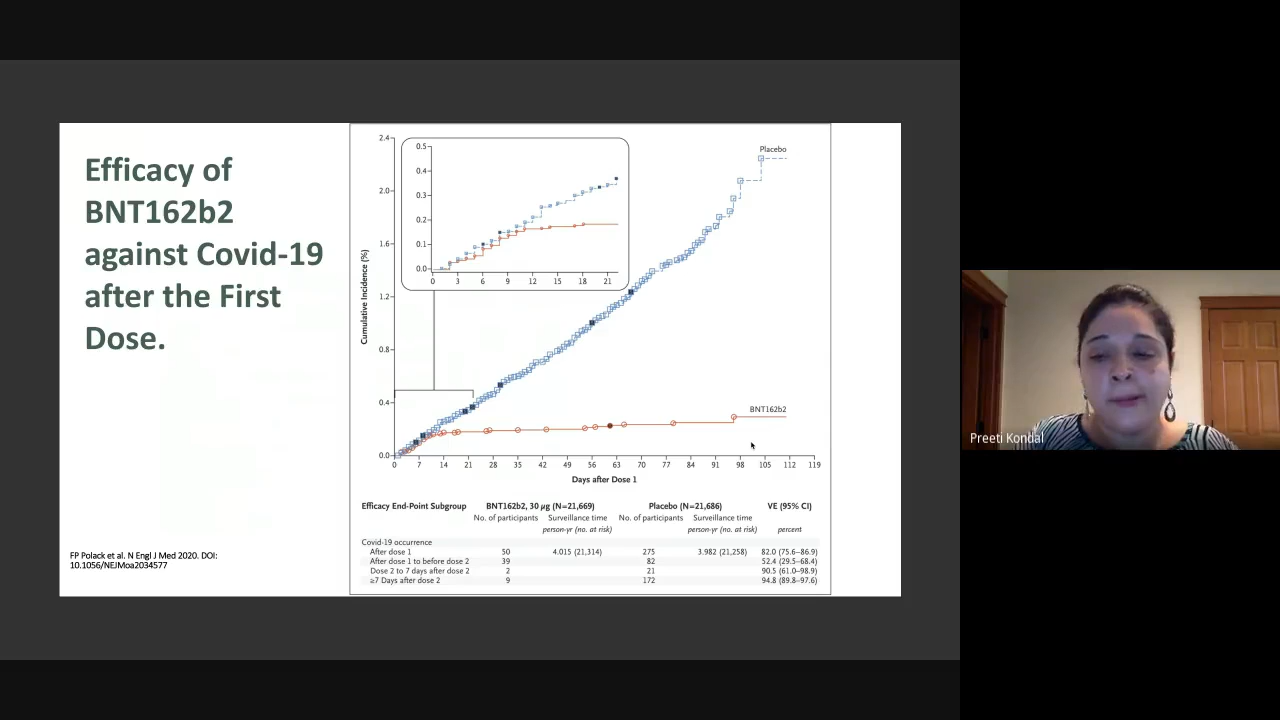 Efficacy of
BNT162b2
against Covid-19
after the First
Dose.
FP Polack et al. N Engl J Med 2020. DOI:
10.1056/NEJMoa2034577
Cumulative Incidence (%)
2.4
2.0
1.6
1.2
0.8
0.4
0.0
0.5
0.4
0.3
0.2
0.1
0.0
0 3 6 9 12 15 18 21
Placebo
BNT162b2
0 7 14 21 28 35 42 49 56 63 70 77 84 91 98 105 112 119
Days after Dose 1
Efficacy End-Point Subgroup BNT162b2, 30 μg (N=21,669) Placebo (N=21,686) VE (95% CI)
No. of participants Surveillance time No. of participants Surveillance time
person-yr (no. at risk) person-yr (no. at risk) percent
Covid-19 occurrence
After dose 1 50 4.015 (21,314) 275 3.982 (21,258) 82.0 (75.6–86.9)
After dose 1 to before dose 2 39 82 52.4 (29.5–68.4)
Dose 2 to 7 days after dose 2 2 21 90.5 (61.0–98.9)
≥7 Days after dose 2 9 172 94.8 (89.8–97.6)
Preeti Kondal